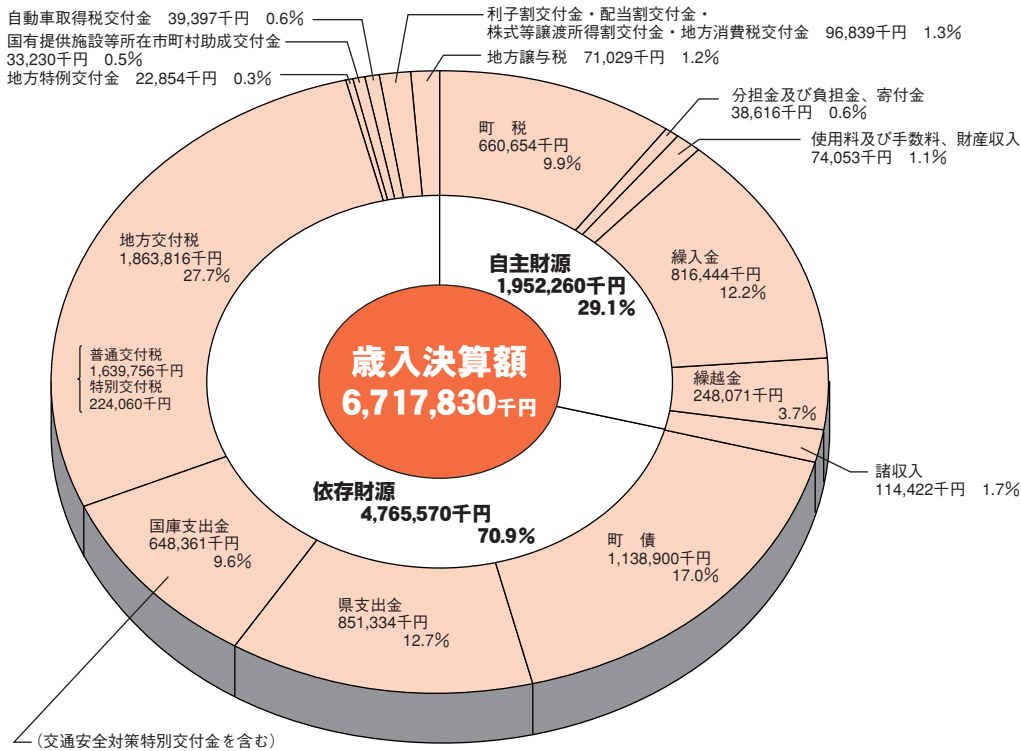 自動車取得税交付金　39,397千円　0.6%
国有提供施設等所在市町村助成交付金
33,230千円　0.5%
地方特例交付金　22,854千円　0.3%
利子割交付金・配当割交付金・
株式等譲渡所得割交付金・地方消費税交付金　96,839千円　1.3%
地方譲与税　71,029千円　1.2%
分担金及び負担金、寄付金
38,616千円　0.6%
使用料及び手数料、財産収入
74,053千円　1.1%
町　税
660,654千円
9.9%
繰入金
816,444千円
12.2%
繰越金
248,071千円
3.7%
諸収入
114,422千円　1.7%
町　債
1,138,900千円
17.0%
県支出金
851,334千円
12.7%
国庫支出金
648,361千円
9.6%
(交通安全対策特別交付金を含む)
地方交付税
1,863,816千円
27.7%
普通交付税
1,639,756千円
特別交付税
224,060千円
自主財源
1,952,260千円
29.1%
歳入決算額
6,717,830千円
依存財源
4,765,570千円
70.9%